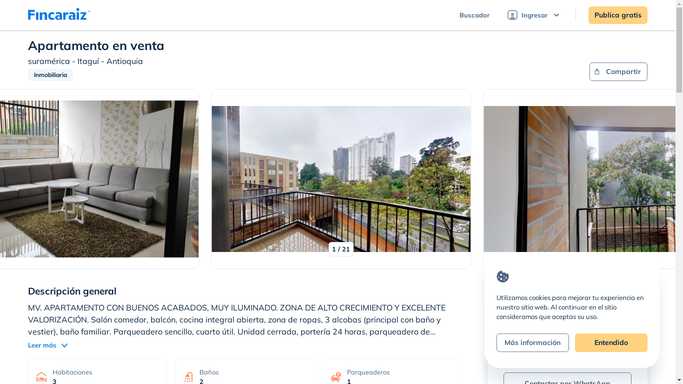 Fincaraiz
Buscador
Ingresar
Publica gratis
Apartamento en venta
suramérica - Itaguí - Antioquia
Inmobiliaria
Compartir
1 / 21
Descripción general
MV. APARTAMENTO CON BUENOS ACABADOS, MUY ILUMINADO. ZONA DE ALTO CRECIMIENTO Y EXCELENTE
VALORIZACIÓN. Salón comedor, balcón, cocina integral abierta, zona de ropas, 3 alcobas (principal con baño y
vestier), baño familiar. Parqueadero sencillo, cuarto útil. Unidad cerrada, portería 24 horas, parqueadero de...
Leer más
Habitaciones
3
Baños
2
Parqueaderos
1
Utilizamos cookies para mejorar tu experiencia en
nuestro sitio web. Al continuar en el sitio
consideramos que aceptas su uso.
Más información
Entendido
Contactar por WhatsApp